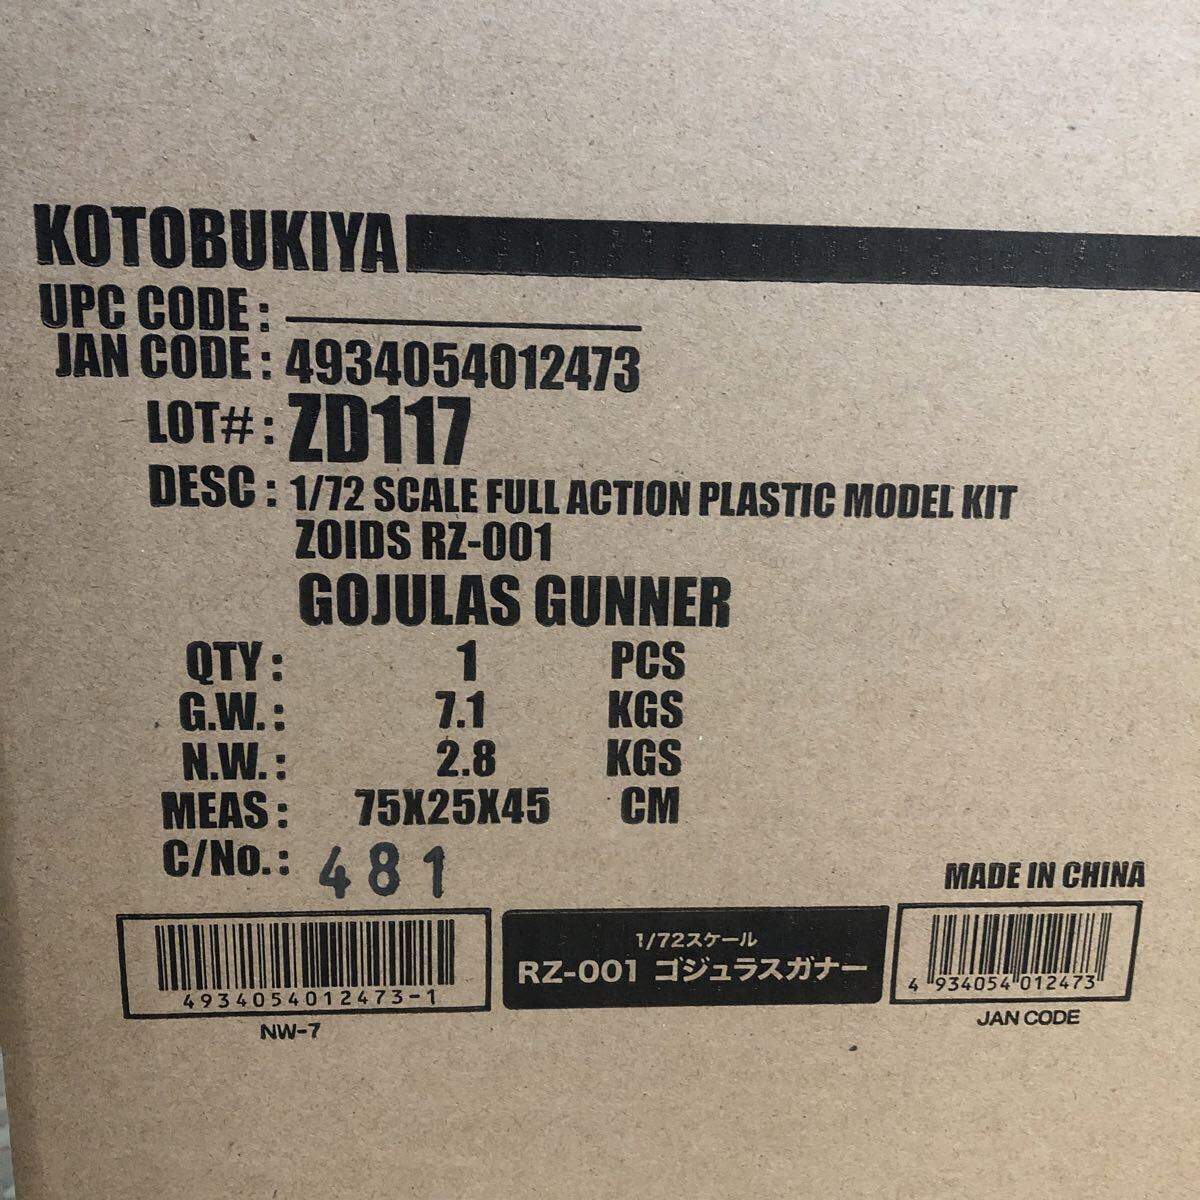 KOTOBUKIYA
UPC CODE :
JAN CODE : 4934054012473
LOT# : ZD117
DESC : 1/72 SCALE FULL ACTION PLASTIC MODEL KIT
ZOIDS RZ-001
GOJULAS GUNNER
QTY : 1 PCS
G.W. : 7.1 KGS
N.W. : 2.8 KGS
MEAS : 75X25X45 CM
C/No. : 481
MADE IN CHINA
4934054012473-1
NW-7
1/72スケール
RZ-001 ゴジュラスガナー
4 934054 012473
JAN CODE